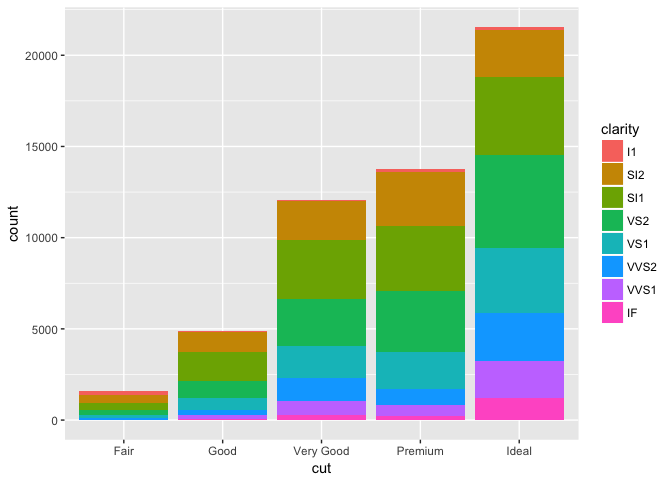 count
20000
15000
10000
5000
0
Fair Good Very Good Premium Ideal
cut
clarity
I1
SI2
SI1
VS2
VS1
VVS2
VVS1
IF